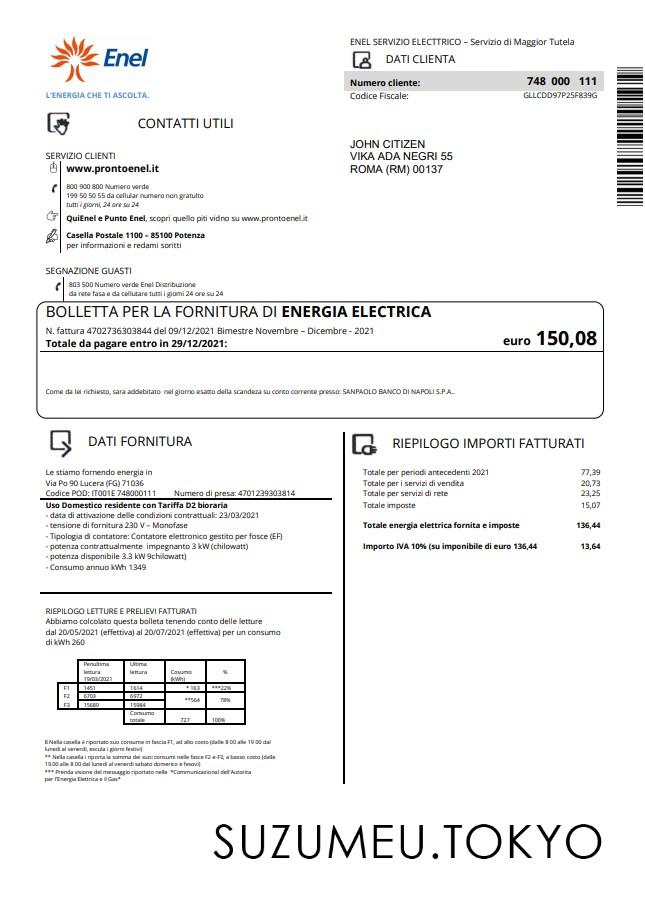 Enel
L'ENERGIA CHE TI ASCOLTA.
ENEL SERVIZIO ELECTTRICO – Servizio di Maggior Tutela
DATI CLIENTA
Numero cliente: 748 000 111
Codice Fiscale: GLLCDD97P25F839G
CONTATTI UTILI
JOHN CITIZEN
VIKA ADA NEGRI 55
ROMA (RM) 00137
SERVIZIO CLIENTI
www.prontoenel.it
800 900 800 Numero verde
199 50 50 55 da cellular numero non gratulto
tutti i giorni, 24 ore su 24
QuiEnel e Punto Enel, scopri quello piti vidno su www.prontoenel.it
Casella Postale 1100 – 85100 Potenza
per informazioni e redami soritti
SEGNAZIONE GUASTI
803 500 Numero verde Enel Distribuzione
da rete fasa e da cellutare tutti i giorni 24 ore su 24
BOLLETTA PER LA FORNITURA DI ENERGIA ELECTRICA
N. fattura 4702736303844 del 09/12/2021 Bimestre Novembre – Dicembre - 2021
Totale da pagare entro in 29/12/2021: euro 150,08
Come da lei richiesto, sara addebitato nel giorno esatto della scandeza su conto corrente presso: SANPAOLO BANCO DI NAPOLI S.P.A..
DATI FORNITURA
Le stiamo fornendo energia in
Via Po 90 Lucera (FG) 71036
Codice POD: IT001E 748000111 Numero di presa: 4701239303814
Uso Domestico residente con Tariffa D2 bioraria
- data di attivazione delle condizioni contrattuali: 23/03/2021
- tensione di fornitura 230 V – Monofase
- Tipologia di contatore: Contatore elettronico gestito per fosce (EF)
- potenza contrattualmente impegnanto 3 kW (chilowatt)
- potenza disponibile 3.3 kW 9chilowatt)
- Consumo annuo kWh 1349
RIEPILOGO IMPORTI FATTURATI
Totale per periodi antecedenti 2021 77,39
Totale per i servizi di vendita 20,73
Totale per servizi di rete 23,25
Totale imposte 15,07
Totale energia elettrica fornita e imposte 136,44
Importo IVA 10% (su imponibile di euro 136,44 13,64
RIEPILOGO LETTURE E PRELIEVI FATTURATI
Abbiamo colcolato questa bolleta tenendo conto delle letture
dal 20/05/2021 (effettiva) al 20/07/2021 (effettiva) per un consumo
di kWh 260
Penultima lettura 19/03/2021 Ultima lettura Cosumo (kWh) %
F1 1451 1614 * 163 ***22%
F2 6703 6972 **564 78%
F3 15689 15984
Consumo totale 727 100%
8 Nella casella é riportato suo consume in fascia F1, ad alto costo (dalle 8 00 alle 19 00 dal
lunedi al venerdi, escula i giorni festivi)
** Nella casella i riporta la somma dei suoi consumi nelle fasce F2 e-F3, a basso costo (dalle
19.00 alle 8 00 dal lunedi al venerdi sabato domerico e fesovi)
*** Prenda visione del messaggio riportato nelle *Communicazional dell'Autorita
per l'Energia Elettrica e il Gas*
SUZUMEU.TOKYO